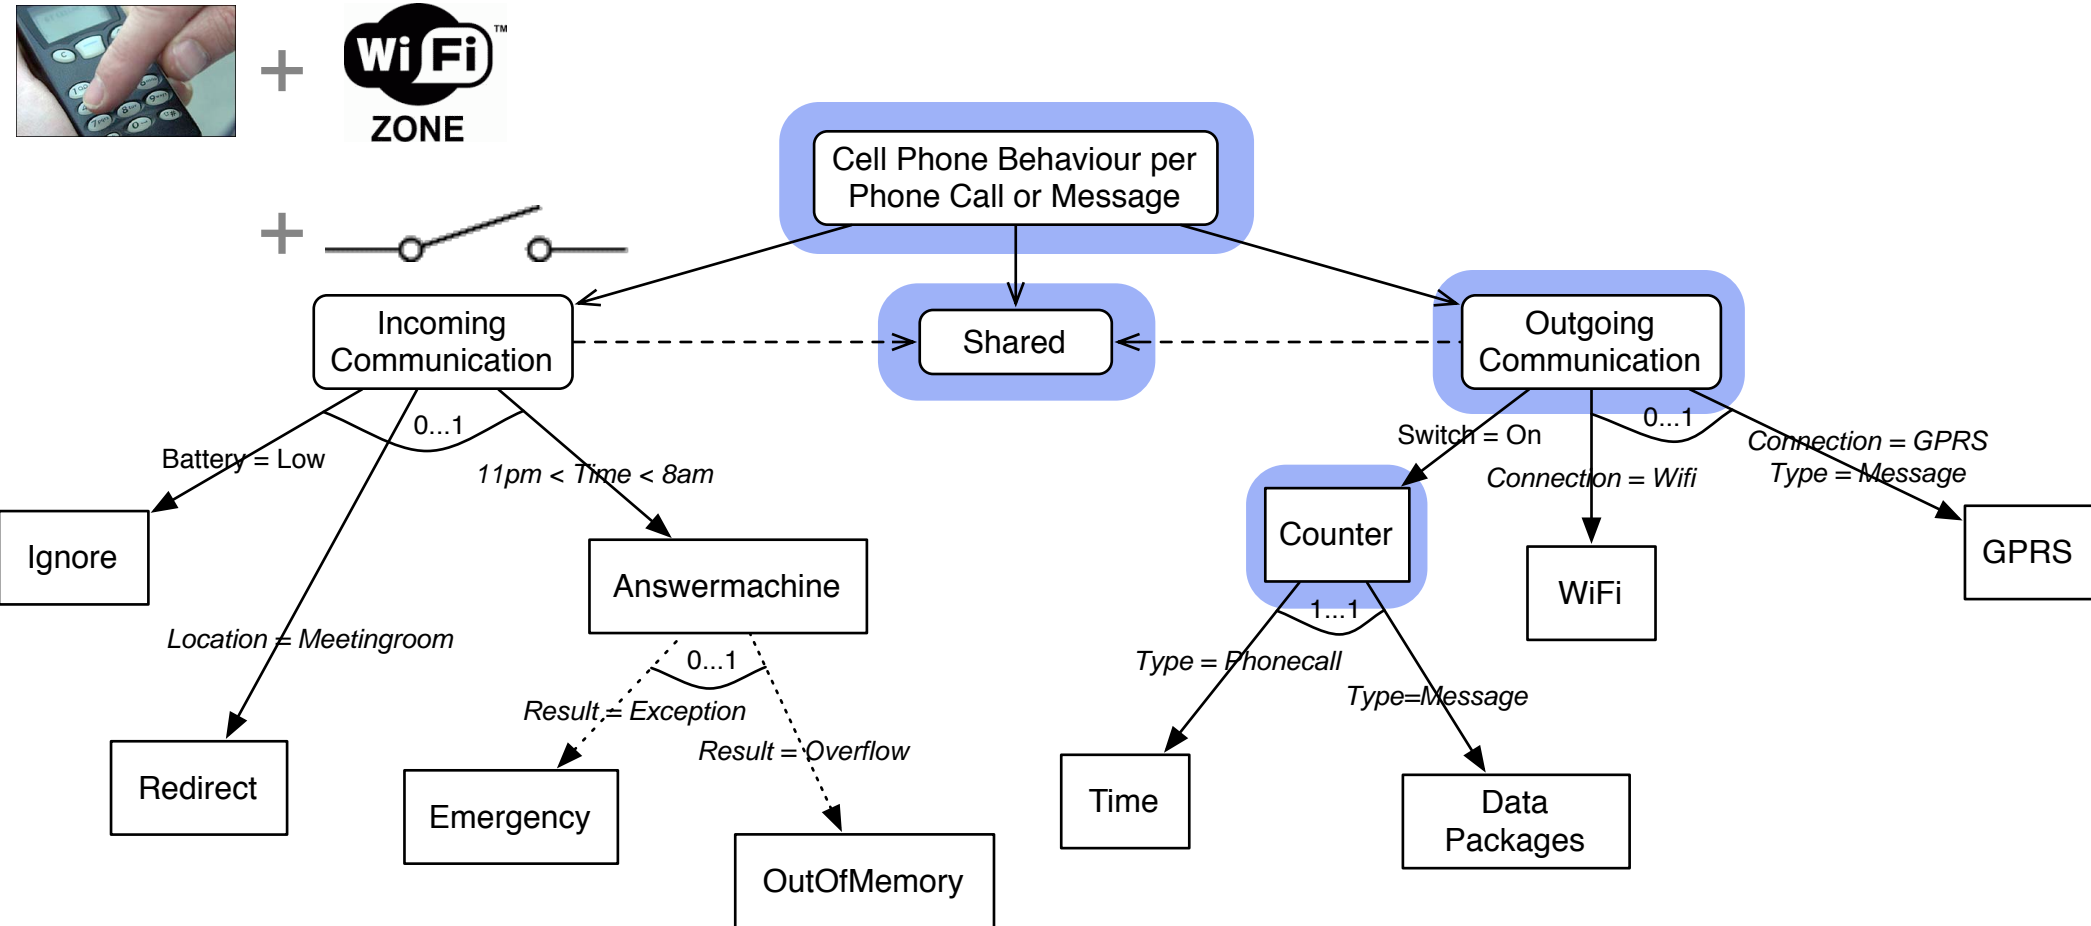 Wi Fi ™
ZONE
Cell Phone Behaviour per
Phone Call or Message
Incoming
Communication
Shared
Outgoing
Communication
0...1
0...1
Battery = Low
11pm < Time < 8am
Switch = On
Connection = Wifi
Connection = GPRS
Type = Message
Ignore
Answermachine
Counter
WiFi
GPRS
Location = Meetingroom
0...1
1...1
Result = Exception
Result = Overflow
Type = Phonecall
Type=Message
Redirect
Emergency
OutOfMemory
Time
Data
Packages